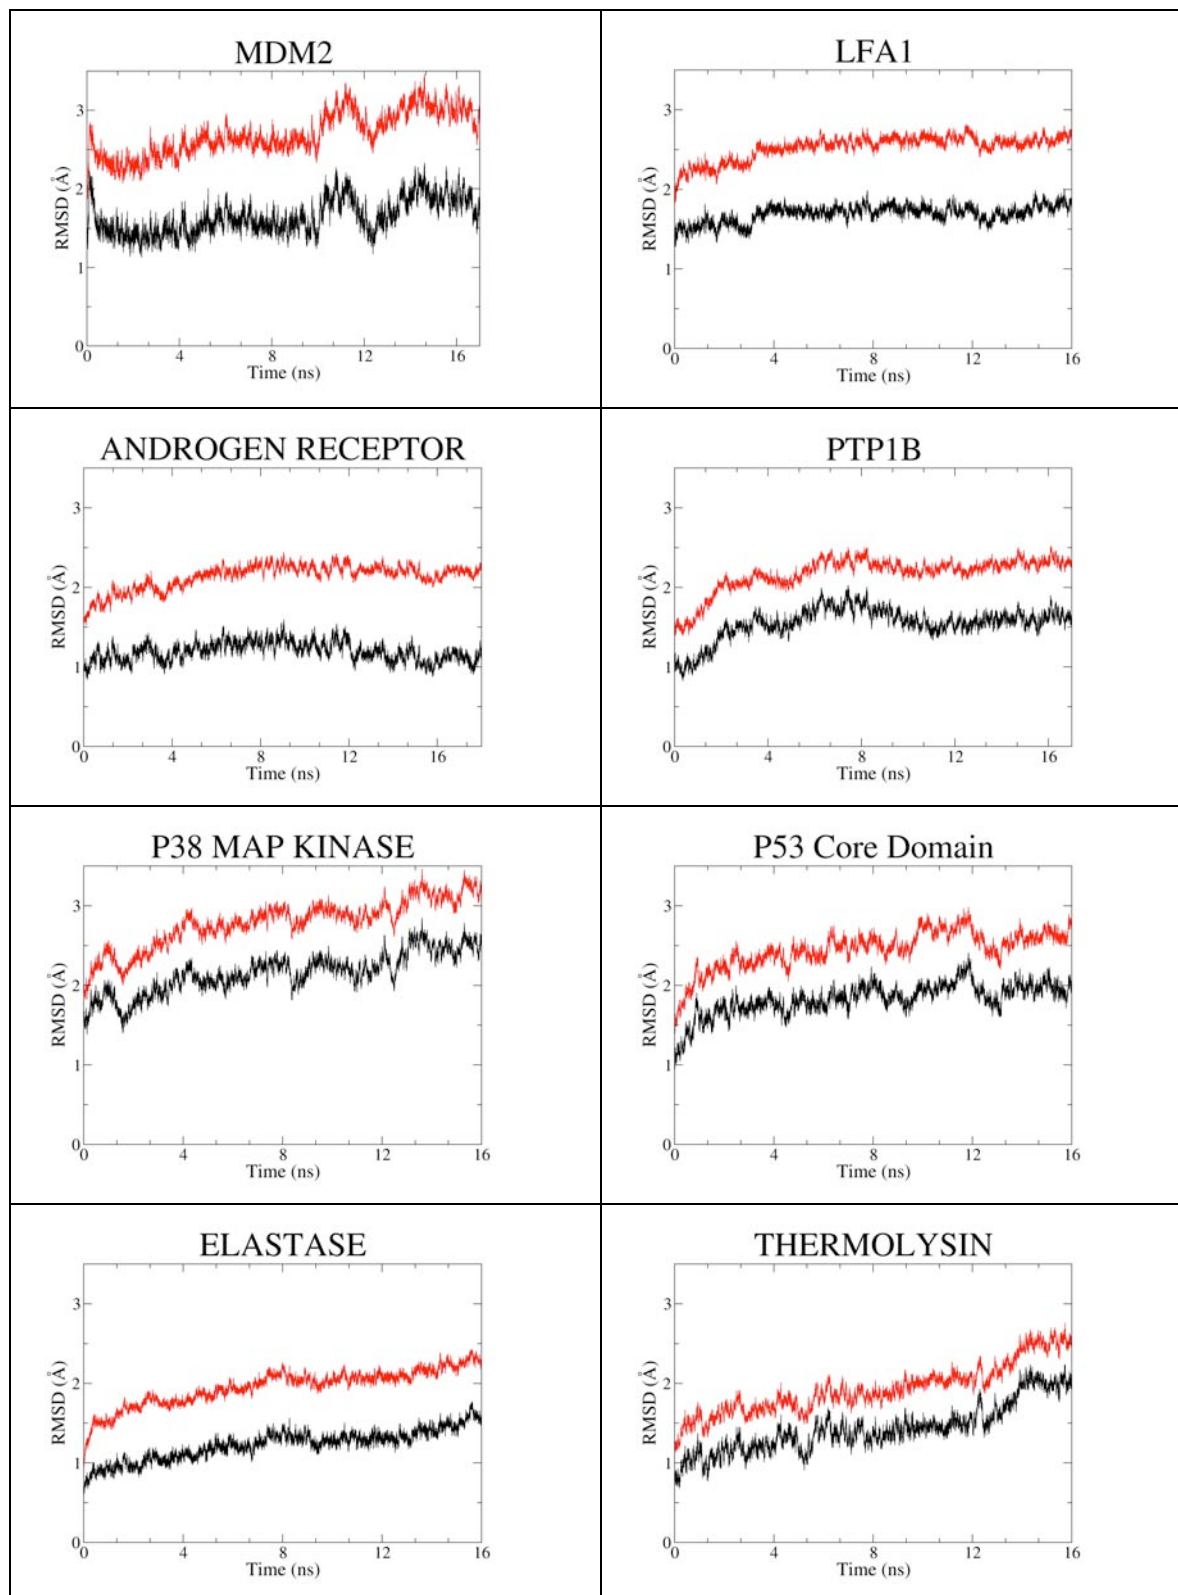 MDM2
3
2
1
0
RMSD (Å)
0 4 8 12 16
Time (ns)
LFA1
3
2
1
0
RMSD (Å)
0 4 8 12 16
Time (ns)
ANDROGEN RECEPTOR
3
2
1
0
RMSD (Å)
0 4 8 12 16
Time (ns)
PTP1B
3
2
1
0
RMSD (Å)
0 4 8 12 16
Time (ns)
P38 MAP KINASE
3
2
1
0
RMSD (Å)
0 4 8 12 16
Time (ns)
P53 Core Domain
3
2
1
0
RMSD (Å)
0 4 8 12 16
Time (ns)
ELASTASE
3
2
1
0
RMSD (Å)
0 4 8 12 16
Time (ns)
THERMOLYSIN
3
2
1
0
RMSD (Å)
0 4 8 12 16
Time (ns)